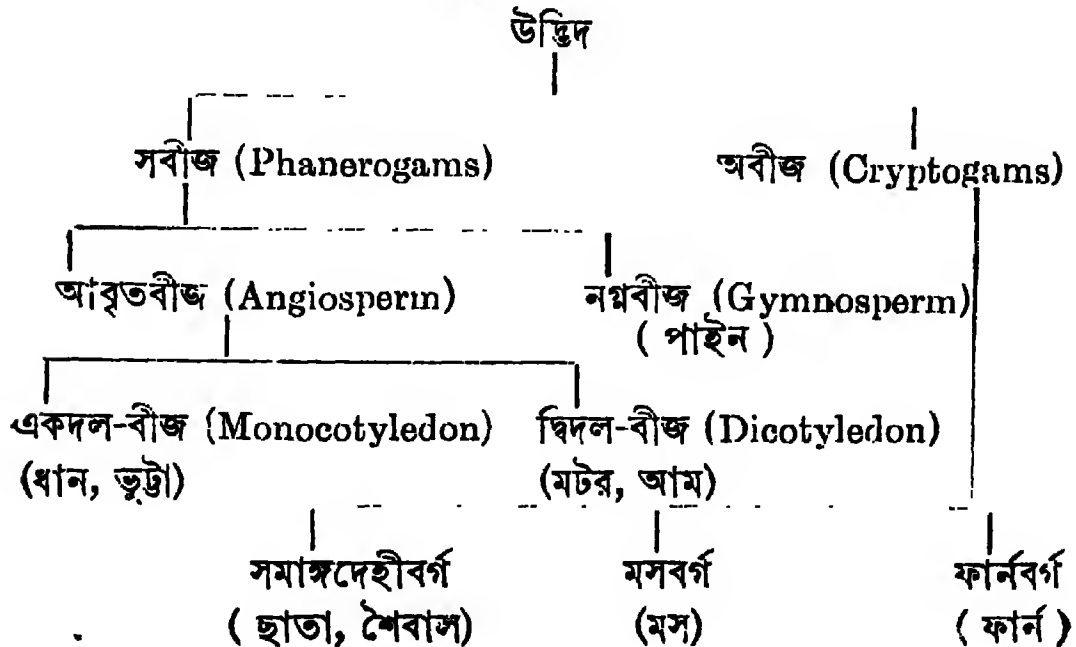 উদ্ভিদ
সবীজ (Phanerogams) অবীজ (Cryptogams)
আবৃতবীজ (Angiosperm) নগ্নবীজ (Gymnosperm)
( পাইন )
একদল-বীজ (Monocotyledon) দ্বিদল-বীজ (Dicotyledon)
(ধান, ভুট্টা) (মটর, আম)
সমাঙ্গদেহীবর্গ মসবর্গ ফার্নবর্গ
( ছাতা, শৈবাস) (মস) ( ফার্ন )